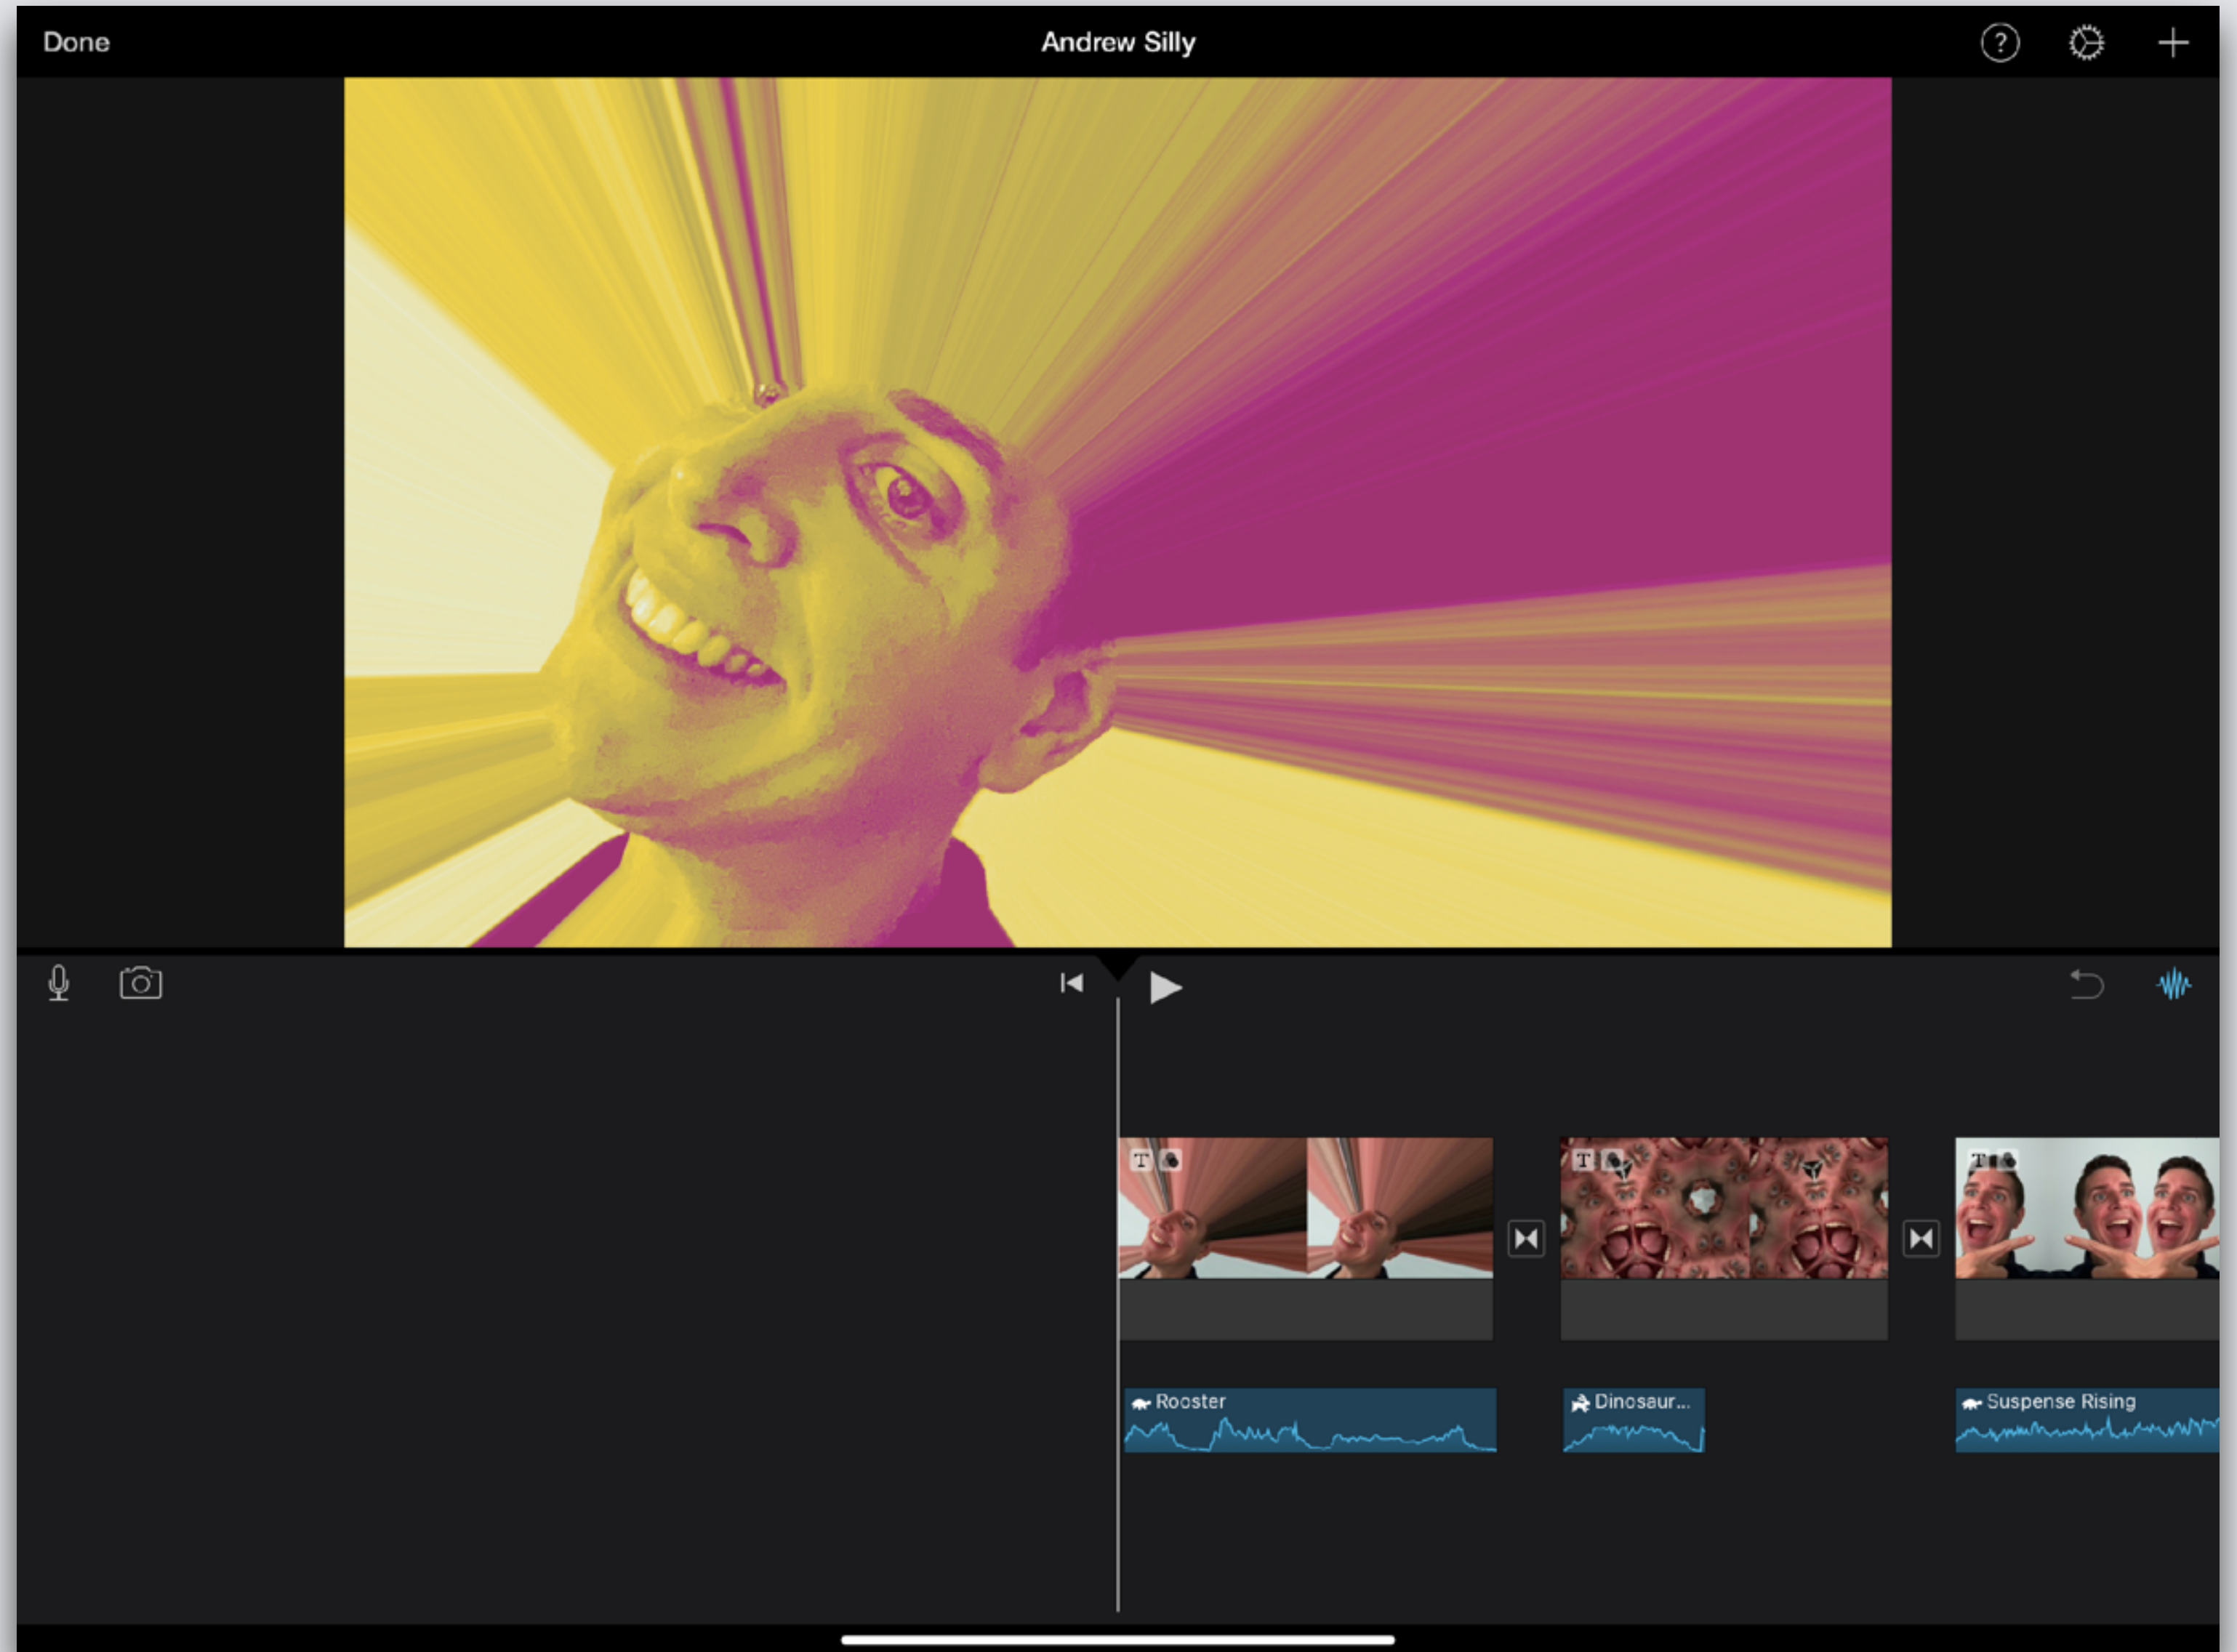 Done
Andrew Silly
?
T
T
T
Rooster
Dinosaur...
Suspense Rising